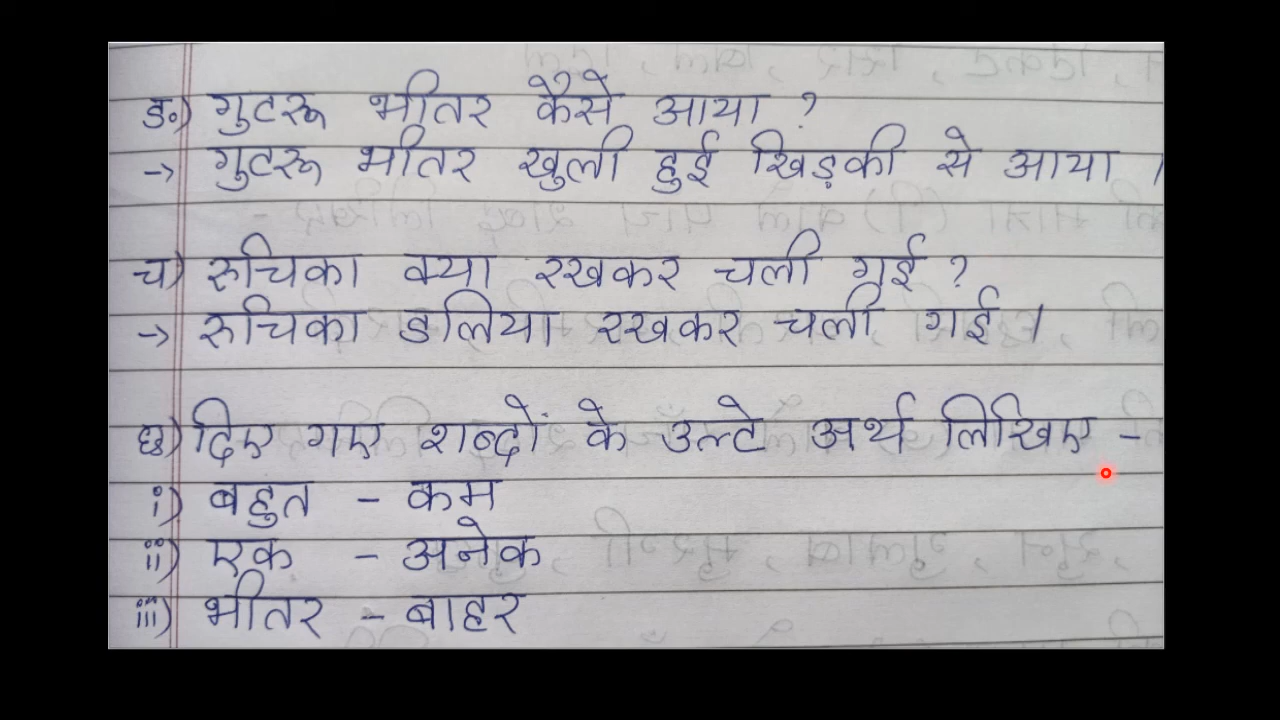 ड.) गुटरू भीतर कैसे आया ?
→ गुटरू भीतर खुली हुई खिड़की से आया ।
च) रुचिका क्या रखकर चली गई ?
→ रुचिका डलिया रखकर चली गई ।
छ) दिए गए शब्दों के उल्टे अर्थ लिखिए -
i) बहुत - कम
ii) एक - अनेक
iii) भीतर - बाहर